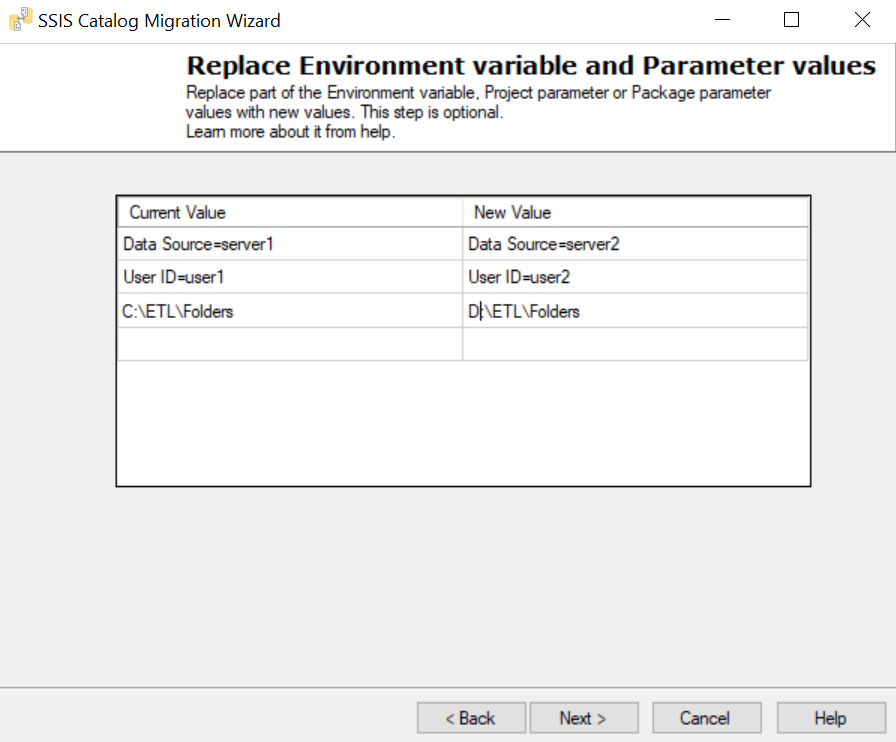 SSIS Catalog Migration Wizard
Replace Environment variable and Parameter values
Replace part of the Environment variable, Project parameter or Package parameter
values with new values. This step is optional.
Learn more about it from help.
Current Value New Value
Data Source=server1 Data Source=server2
User ID=user1 User ID=user2
C:\ETL\Folders D:\ETL\Folders
< Back Next > Cancel Help